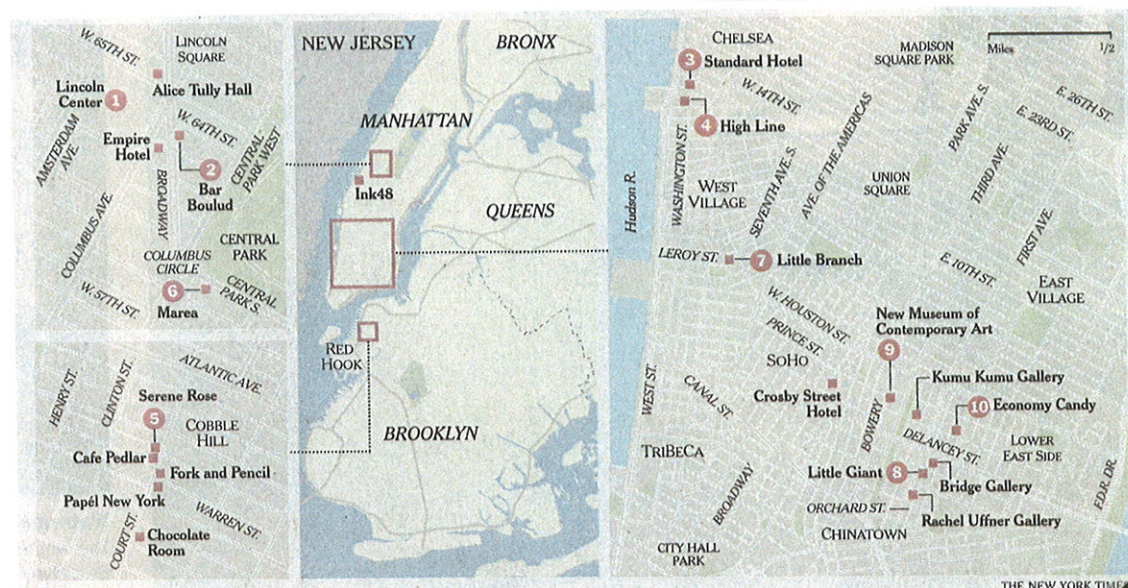 W. 65TH ST.
LINCOLN
SQUARE
Lincoln
Center
1
Alice Tully Hall
AMSTERDAM
AVE.
W. 64TH ST.
Empire
Hotel
BROADWAY
2
Bar
Boulud
CENTRAL
PARK WEST
COLUMBUS AVE.
CENTRAL
PARK
COLUMBUS
CIRCLE
6
Marea
CENTRAL
PARK S.
W. 57TH ST.
HENRY ST.
CLINTON ST.
ATLANTIC AVE.
Serene Rose
5
COBBLE
HILL
Cafe Pedlar
Fork and Pencil
Papél New York
WARREN ST.
COURT ST.
Chocolate
Room
NEW JERSEY
BRONX
MANHATTAN
Ink48
QUEENS
RED
HOOK
BROOKLYN
CHELSEA
3
Standard Hotel
MADISON
SQUARE PARK
Miles
1/2
W. 14TH ST.
4
High Line
AVE. OF THE AMERICAS
PARK AVE. S.
E. 26TH ST.
E. 23RD ST.
Hudson R.
WASHINGTON ST.
WEST
VILLAGE
SEVENTH AVE. S.
UNION
SQUARE
THIRD AVE.
FIRST AVE.
LEROY ST.
7
Little Branch
E. 10TH ST.
EAST
VILLAGE
W. HOUSTON ST.
PRINCE ST.
SOHO
New Museum of
Contemporary Art
9
WEST ST.
CANAL ST.
Crosby Street
Hotel
Kumu Kumu Gallery
10
Economy Candy
BOWERY
DELANCEY ST.
LOWER
EAST SIDE
TRIBECA
BROADWAY
Little Giant
8
Bridge Gallery
F.D.R. DR.
ORCHARD ST.
Rachel Uffner Gallery
CHINATOWN
CITY HALL
PARK
THE NEW YORK TIMES